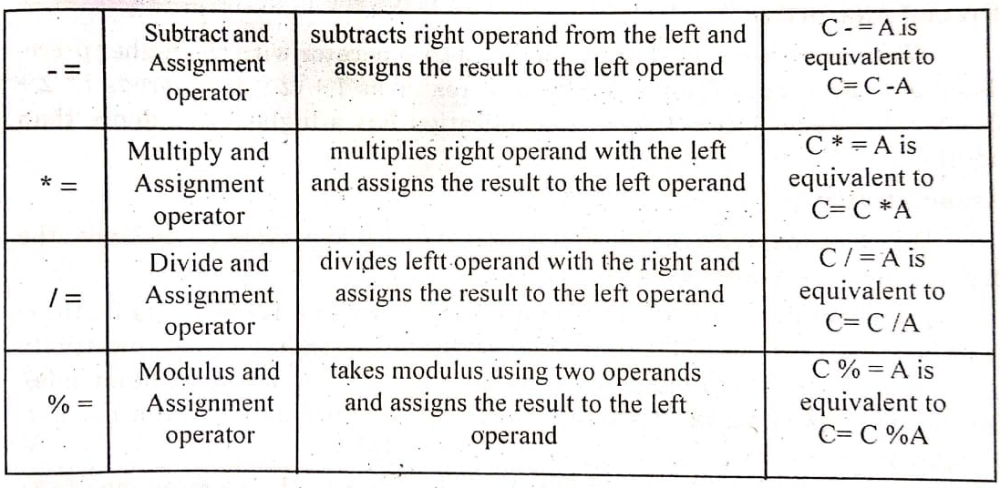 - =
Subtract and
Assignment
operator
subtracts right operand from the left and
assigns the result to the left operand
C - = A is
equivalent to
C= C -A
* =
Multiply and
Assignment
operator
multiplies right operand with the left
and assigns the result to the left operand
C * = A is
equivalent to
C= C *A
/ =
Divide and
Assignment
operator
divides leftt operand with the right and
assigns the result to the left operand
C / = A is
equivalent to
C= C /A
% =
Modulus and
Assignment
operator
takes modulus using two operands
and assigns the result to the left
operand
C % = A is
equivalent to
C= C %A